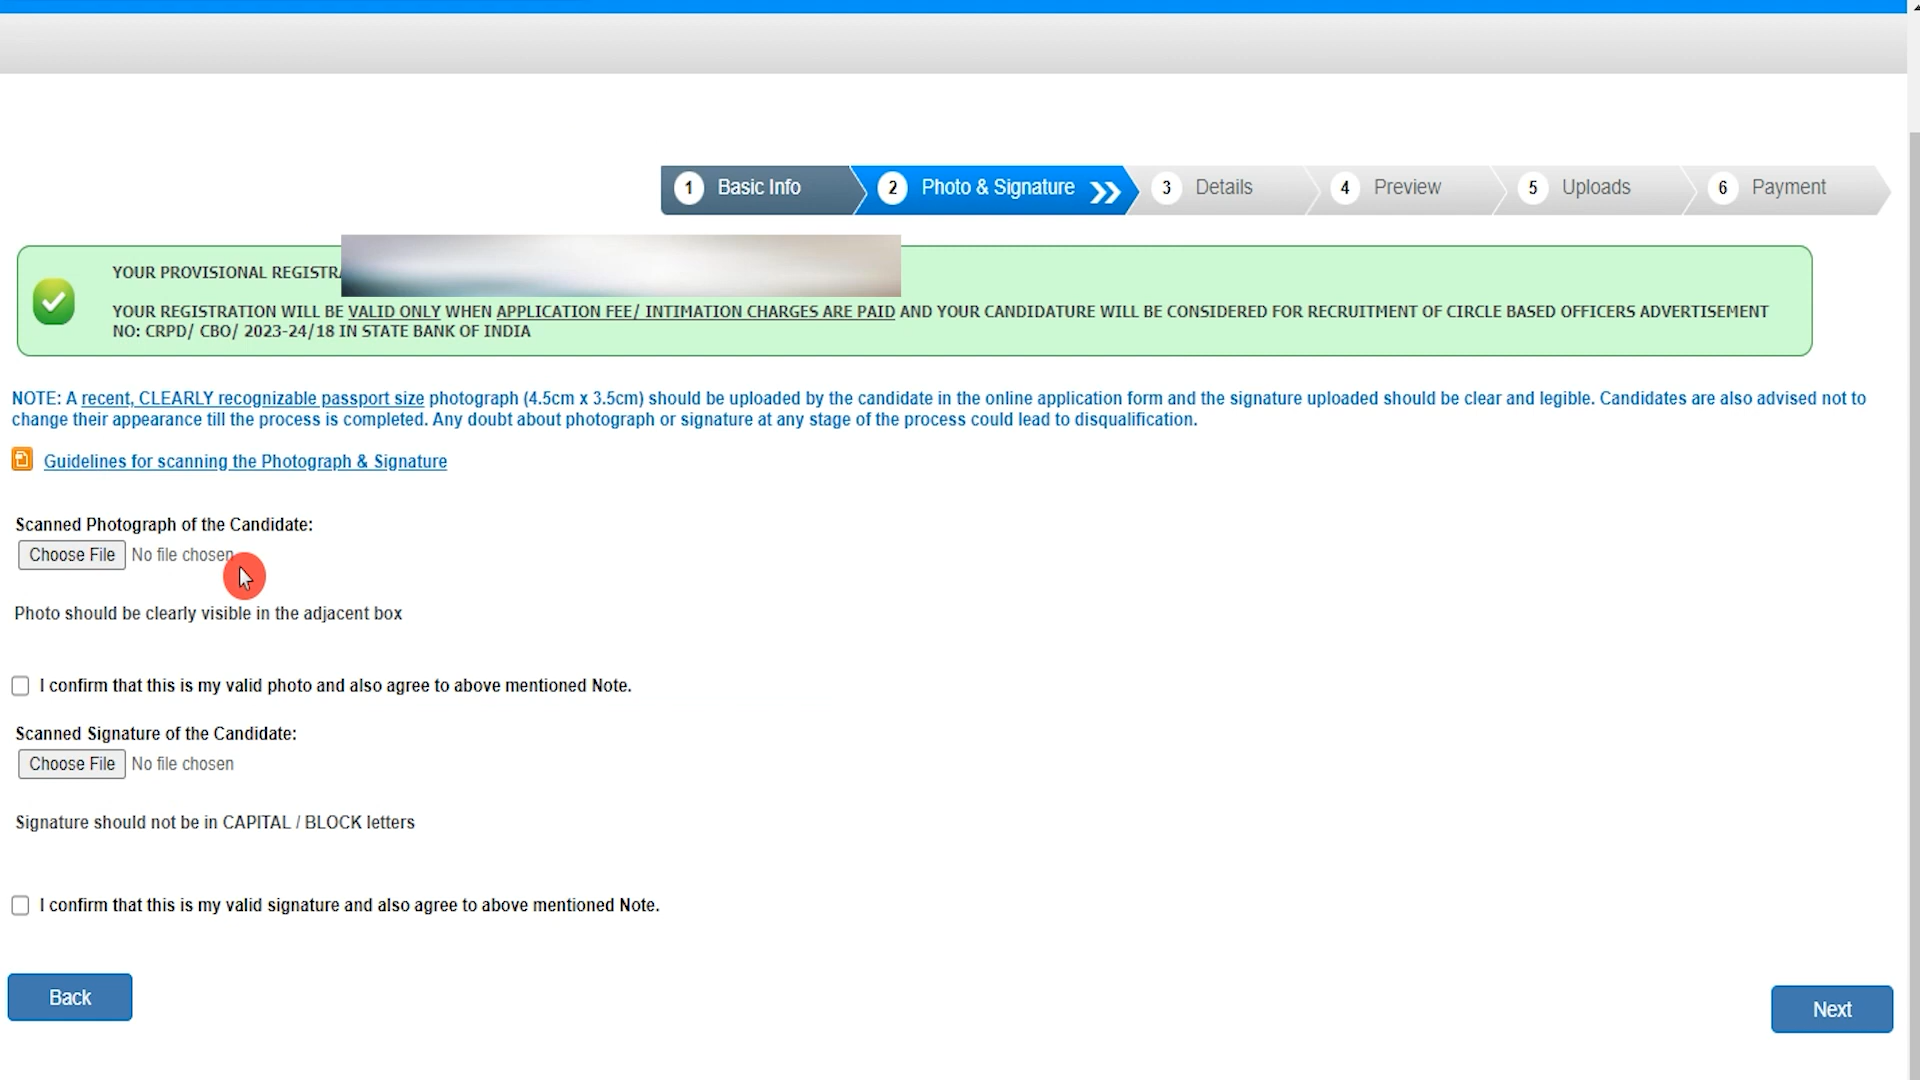 1 Basic Info
2 Photo & Signature
3 Details
4 Preview
5 Uploads
6 Payment
YOUR PROVISIONAL
YOUR REGISTRATION WILL BE VALID ONLY WHEN APPLICATION FEE/ INTIMATION CHARGES ARE PAID AND YOUR CANDIDATURE WILL BE CONSIDERED FOR RECRUITMENT OF CIRCLE BASED OFFICERS ADVERTISEMENT
NO: CRPD/ CBO/ 2023-24/18 IN STATE BANK OF INDIA
NOTE: A recent, CLEARLY recognizable passport size photograph (4.5cm x 3.5cm) should be uploaded by the candidate in the online application form and the signature uploaded should be clear and legible. Candidates are also advised not to
change their appearance till the process is completed. Any doubt about photograph or signature at any stage of the process could lead to disqualification.
Guidelines for scanning the Photograph & Signature
Scanned Photograph of the Candidate:
Choose File No file chosen
Photo should be clearly visible in the adjacent box
I confirm that this is my valid photo and also agree to above mentioned Note.
Scanned Signature of the Candidate:
Choose File No file chosen
Signature should not be in CAPITAL / BLOCK letters
I confirm that this is my valid signature and also agree to above mentioned Note.
Back
Next